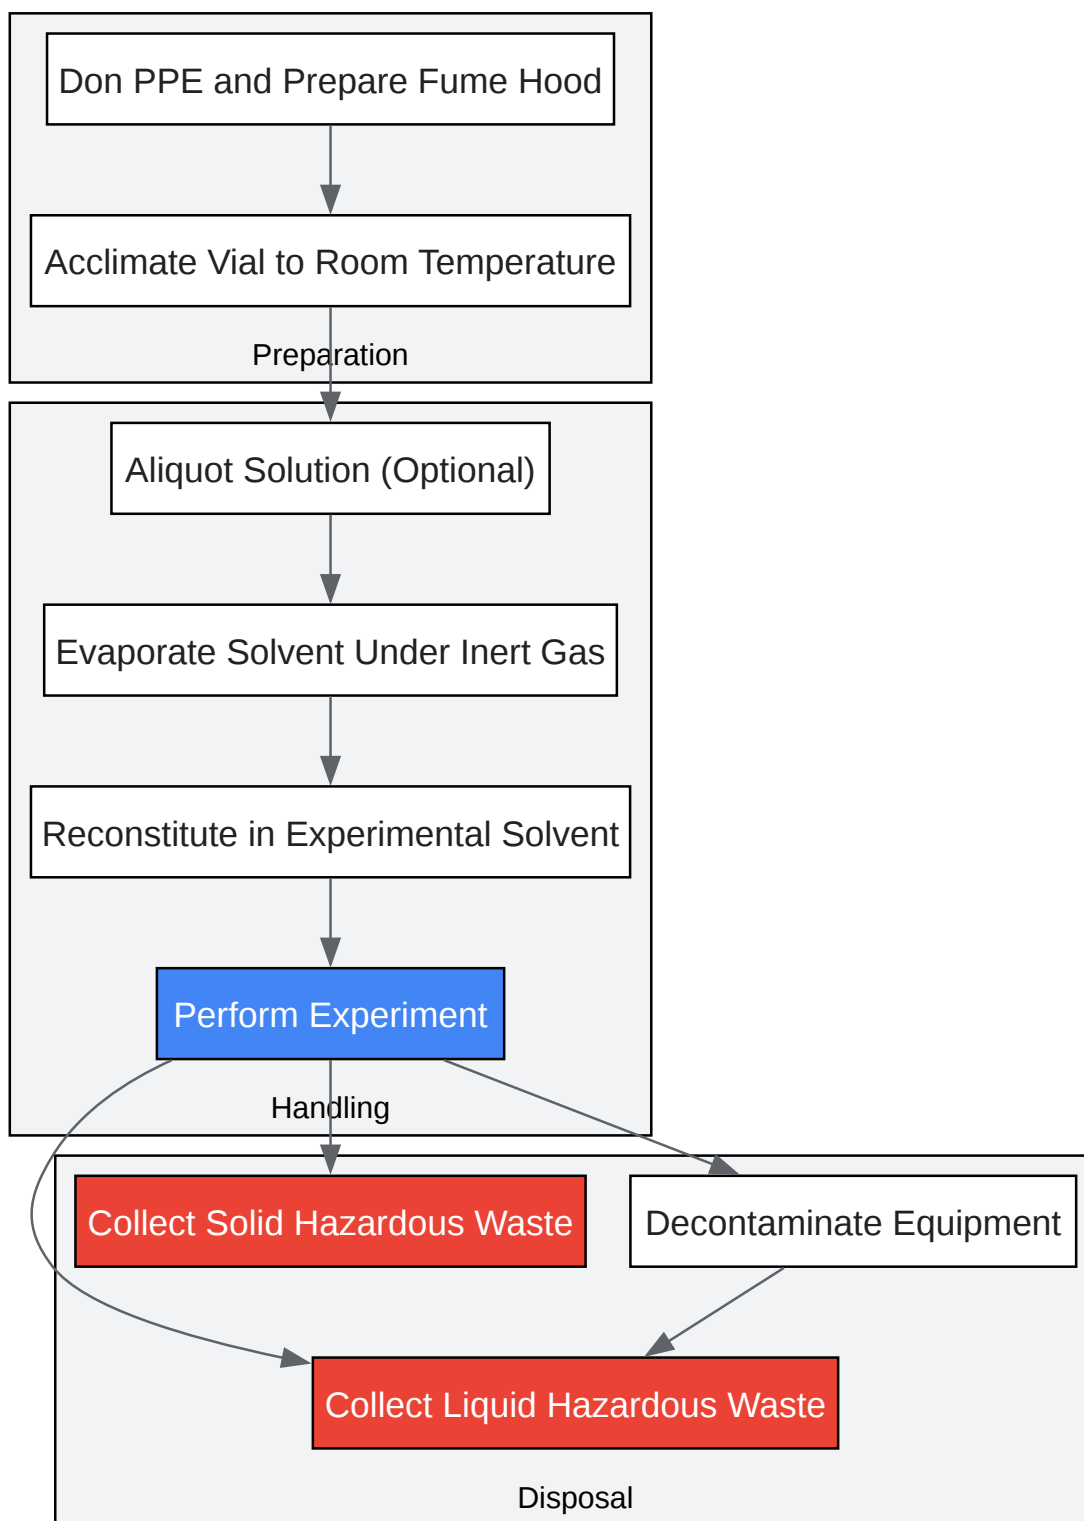 Don PPE and Prepare Fume Hood
Acclimate Vial to Room Temperature
Preparation
Aliquot Solution (Optional)
Evaporate Solvent Under Inert Gas
Reconstitute in Experimental Solvent
Perform Experiment
Handling
Collect Solid Hazardous Waste
Decontaminate Equipment
Collect Liquid Hazardous Waste
Disposal